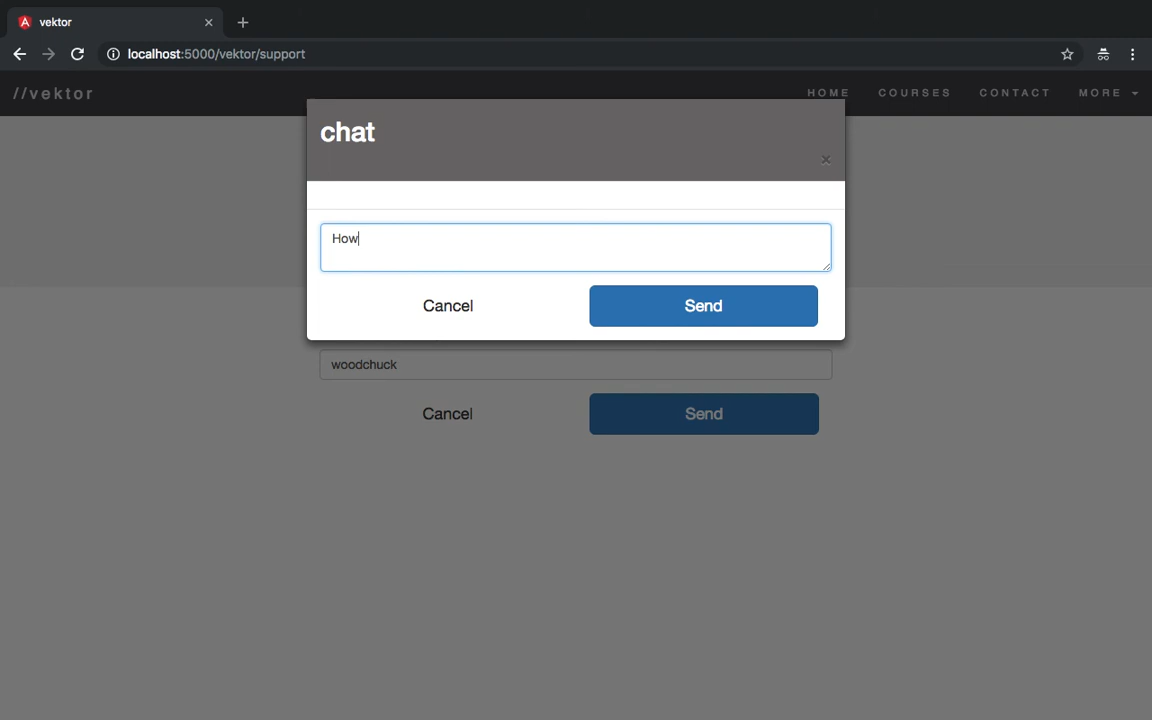 vektor
localhost:5000/vektor/support
//vektor
HOME COURSES CONTACT MORE
chat
How
Cancel Send
woodchuck
Cancel Send